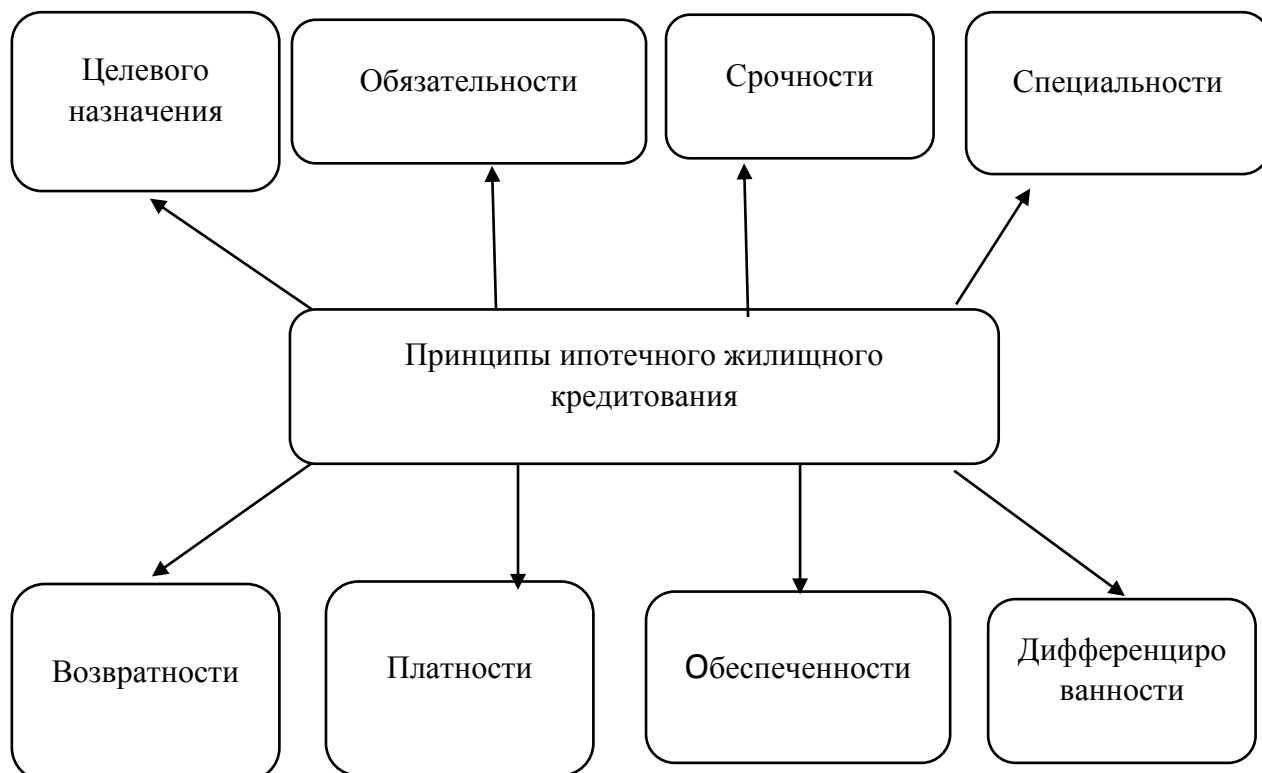 Целевого
назначения
Обязательности
Срочности
Специальности
Принципы ипотечного жилищного
кредитования
Возвратности
Платности
Обеспеченности
Дифференциро
ванности